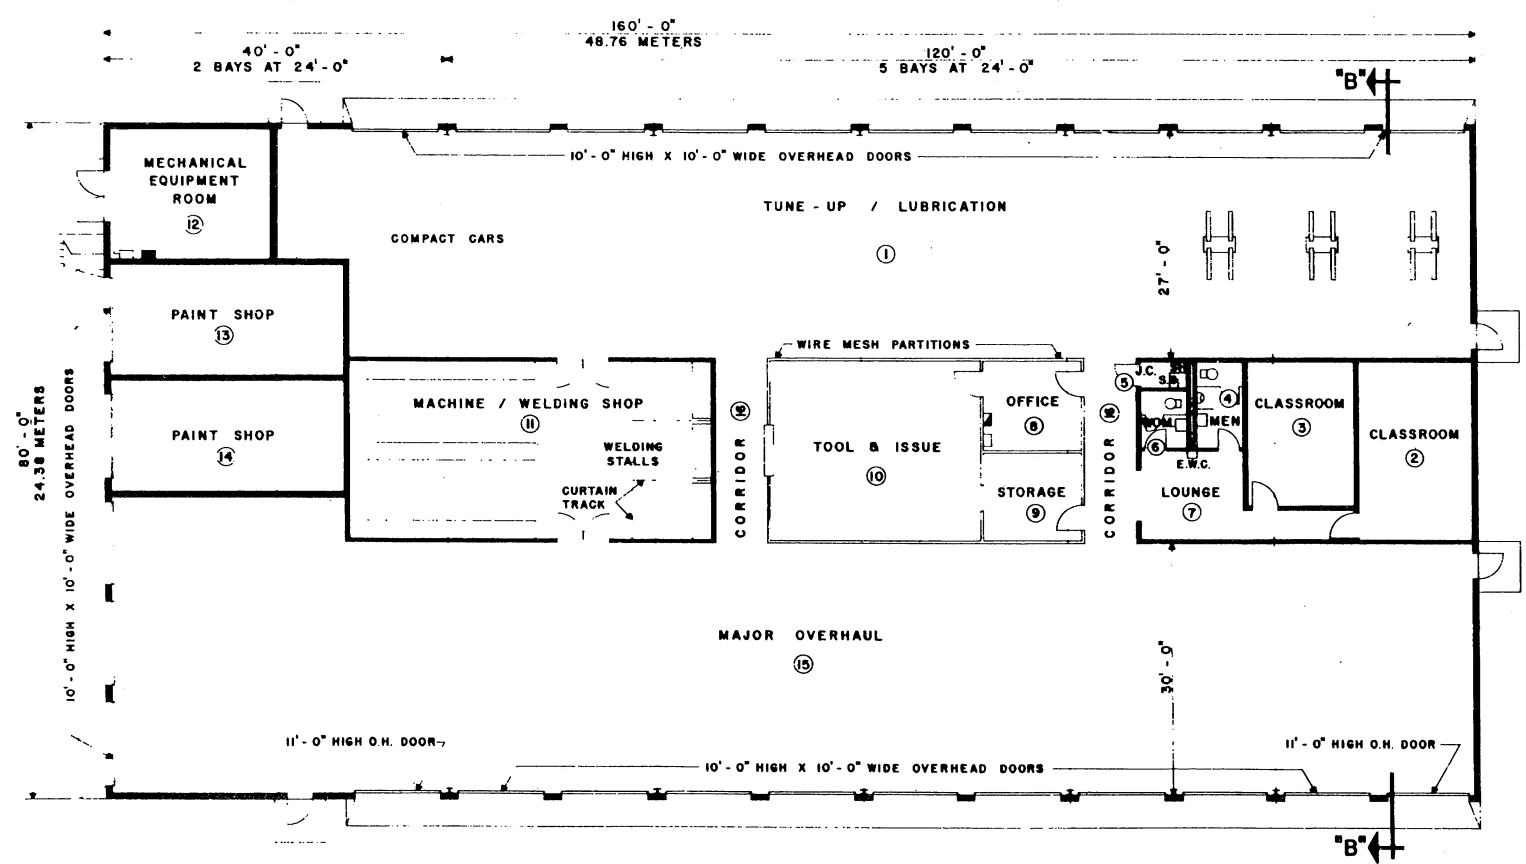 160' - 0"
48.76 METERS
40' - 0"
2 BAYS AT 24' - 0"
120' - 0"
5 BAYS AT 24' - 0"
"B"
MECHANICAL
EQUIPMENT
ROOM
12
10' - 0" HIGH X 10' - 0" WIDE OVERHEAD DOORS
TUNE - UP / LUBRICATION
1
COMPACT CARS
27' - 0"
PAINT SHOP
13
WIRE MESH PARTITIONS
80' - 0"
24.38 METERS
10' - 0" HIGH X 10' - 0" WIDE OVERHEAD DOORS
J.C.
5
S.S.
MACHINE / WELDING SHOP
11
16
CORRIDOR
OFFICE
8
16
CORRIDOR
4
MEN
WOM.
6
CLASSROOM
3
CLASSROOM
2
PAINT SHOP
14
WELDING
STALLS
TOOL & ISSUE
10
E.W.C.
CURTAIN
TRACK
STORAGE
9
LOUNGE
7
MAJOR OVERHAUL
15
30' - 0"
11' - 0" HIGH O.H. DOOR
11' - 0" HIGH O.H. DOOR
10' - 0" HIGH X 10' - 0" WIDE OVERHEAD DOORS
"B"